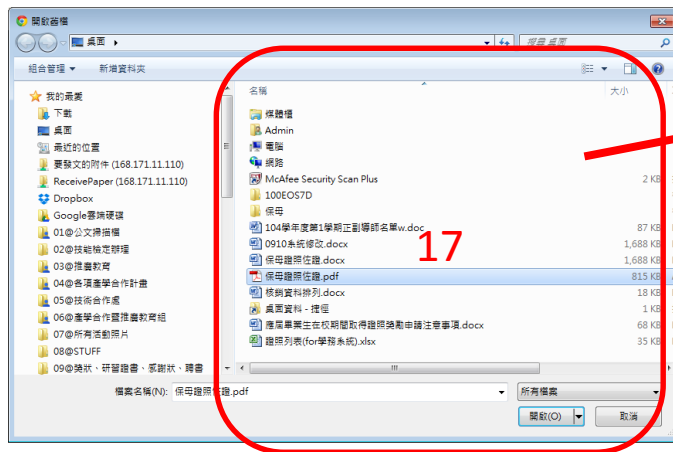 開啟舊檔
桌面
搜尋 桌面
組合管理 新增資料夾
我的最愛
下載
桌面
最近的位置
要發文的附件 (168.171.11.110)
ReceivePaper (168.171.11.110)
Dropbox
Google雲端硬碟
01@公文掃描檔
02@技能檢定辦理
03@推廣教育
04@各項產學合作計畫
05@技術合作處
06@產學合作暨推廣教育組
07@所有活動照片
08@STUFF
09@獎狀、研習證書、感謝狀、聘書
名稱 大小
媒體櫃
Admin
電腦
網路
McAfee Security Scan Plus 2 KB
100EOS7D
保母
104學年度第1學期正副導師名單w.doc 87 KB
0910系統修改.docx 1,688 KB
保母證照佐證.docx 1,688 KB
保母證照佐證.pdf 815 KB
核銷資料排列.docx 18 KB
桌面資料 - 捷徑 1 KB
應屆畢業生在校期間取得證照獎勵申請注意事項.docx 68 KB
證照列表(for學務系統).xlsx 35 KB
17
檔案名稱(N): 保母證照佐證.pdf 所有檔案
開啟(O) 取消